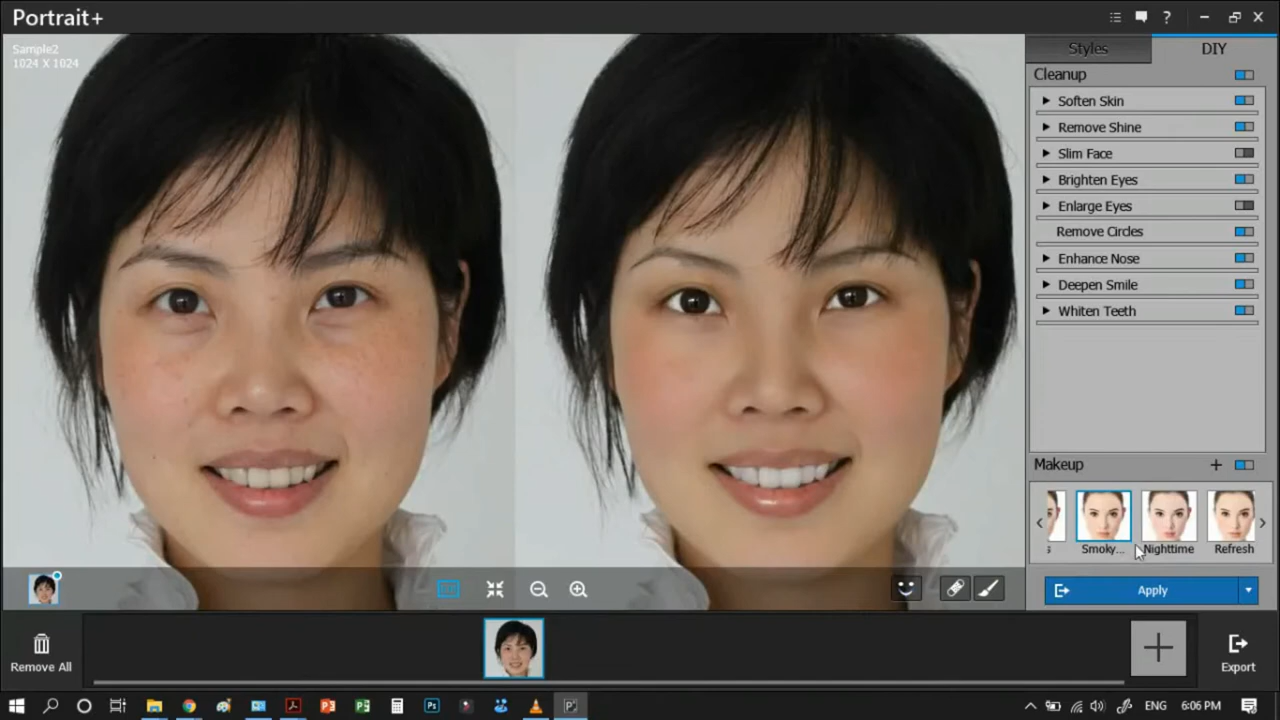 Portrait+
?
Sample2
1024 X 1024
Styles
DIY
Cleanup
Soften Skin
Remove Shine
Slim Face
Brighten Eyes
Enlarge Eyes
Remove Circles
Enhance Nose
Deepen Smile
Whiten Teeth
Makeup
s
Smoky...
Nighttime
Refresh
Apply
Remove All
Export
ENG
6:06 PM